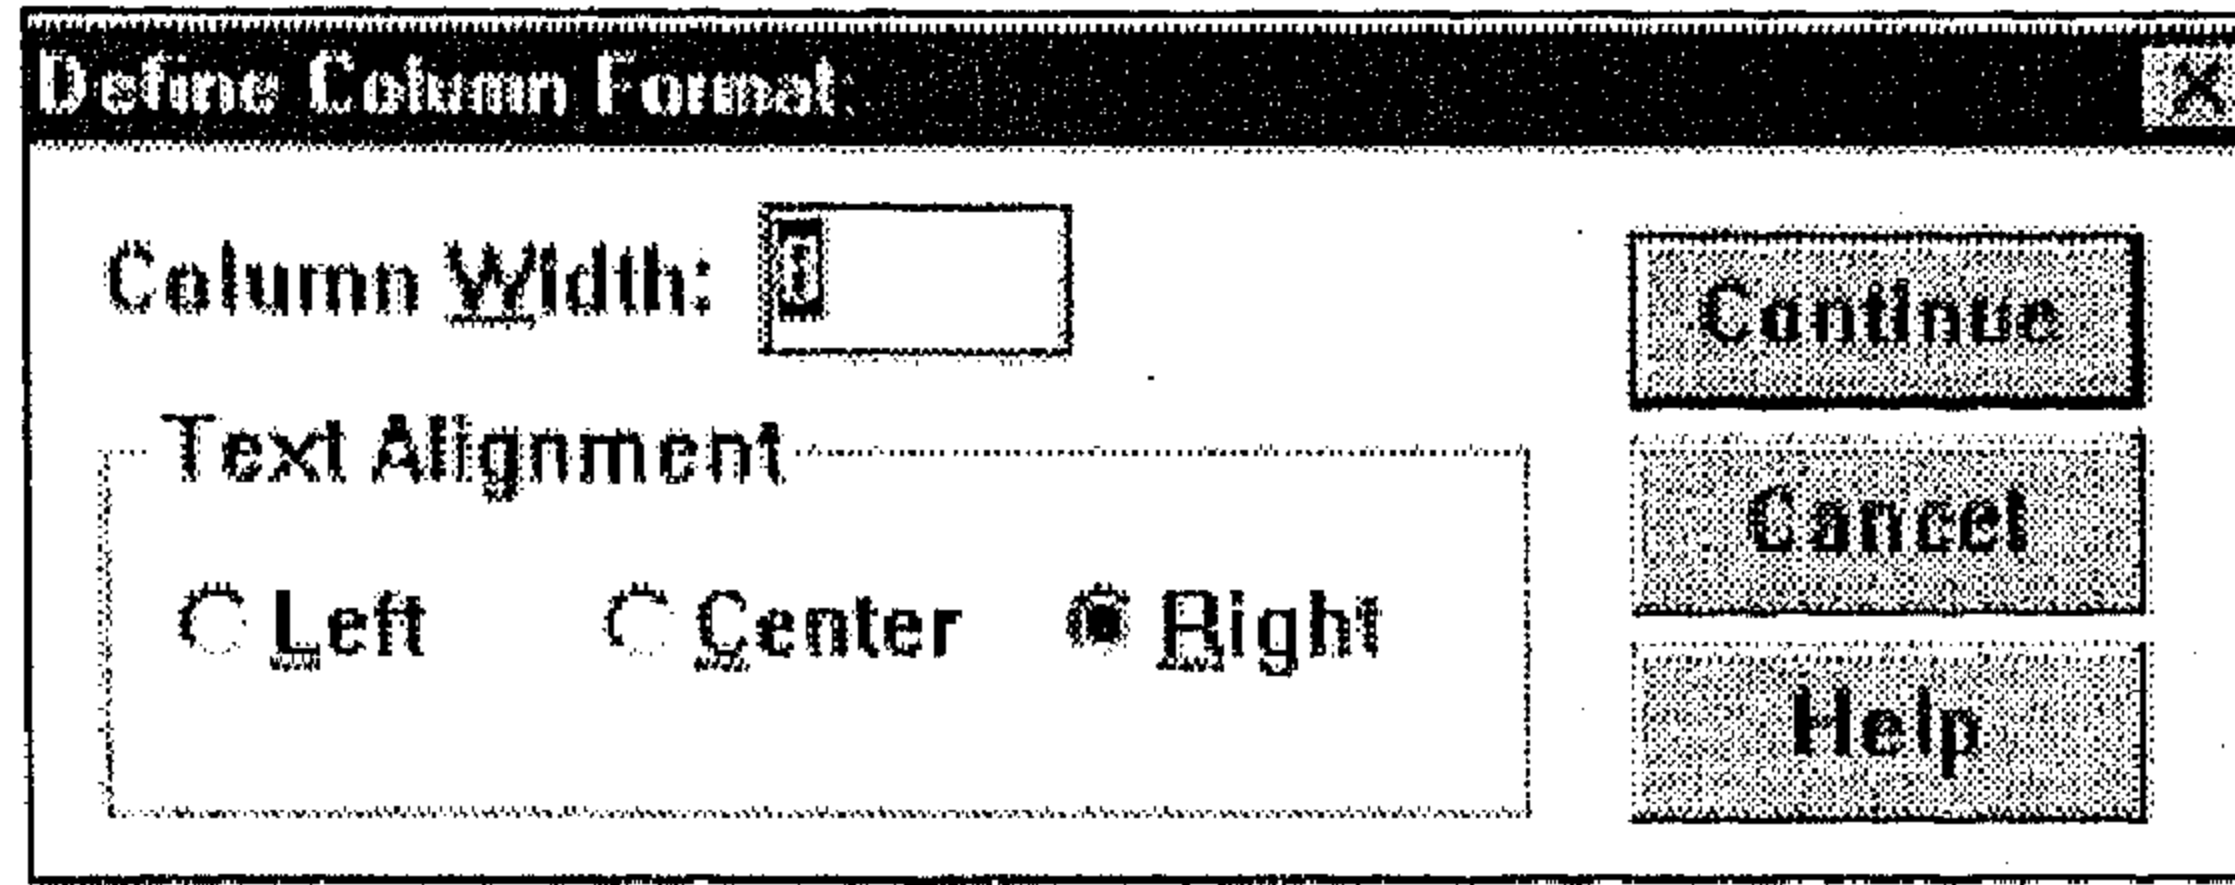 Define Column Format
Column Width:
Text Alignment
Left Center Right
Continue
Cancel
Help